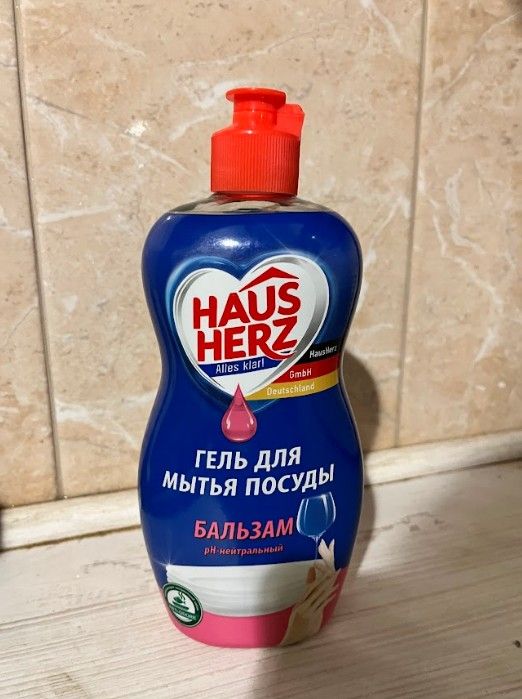 HAUS
HERZ
Alles klar!
HausHerz
GmbH
Deutschland
ГЕЛЬ ДЛЯ
МЫТЬЯ ПОСУДЫ
БАЛЬЗАМ
pH-нейтральный